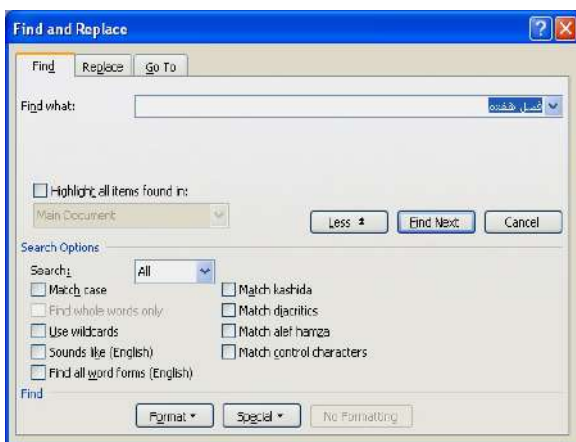 Find and Replace
Find Replace Go To
Find what: فصل هفدهم
Highlight all items found in:
Main Document
Less Find Next Cancel
Search Options
Search: All
Match case Match kashida
Find whole words only Match diacritics
Use wildcards Match alef hamza
Sounds like (English) Match control characters
Find all word forms (English)
Find
Format Special No Formatting